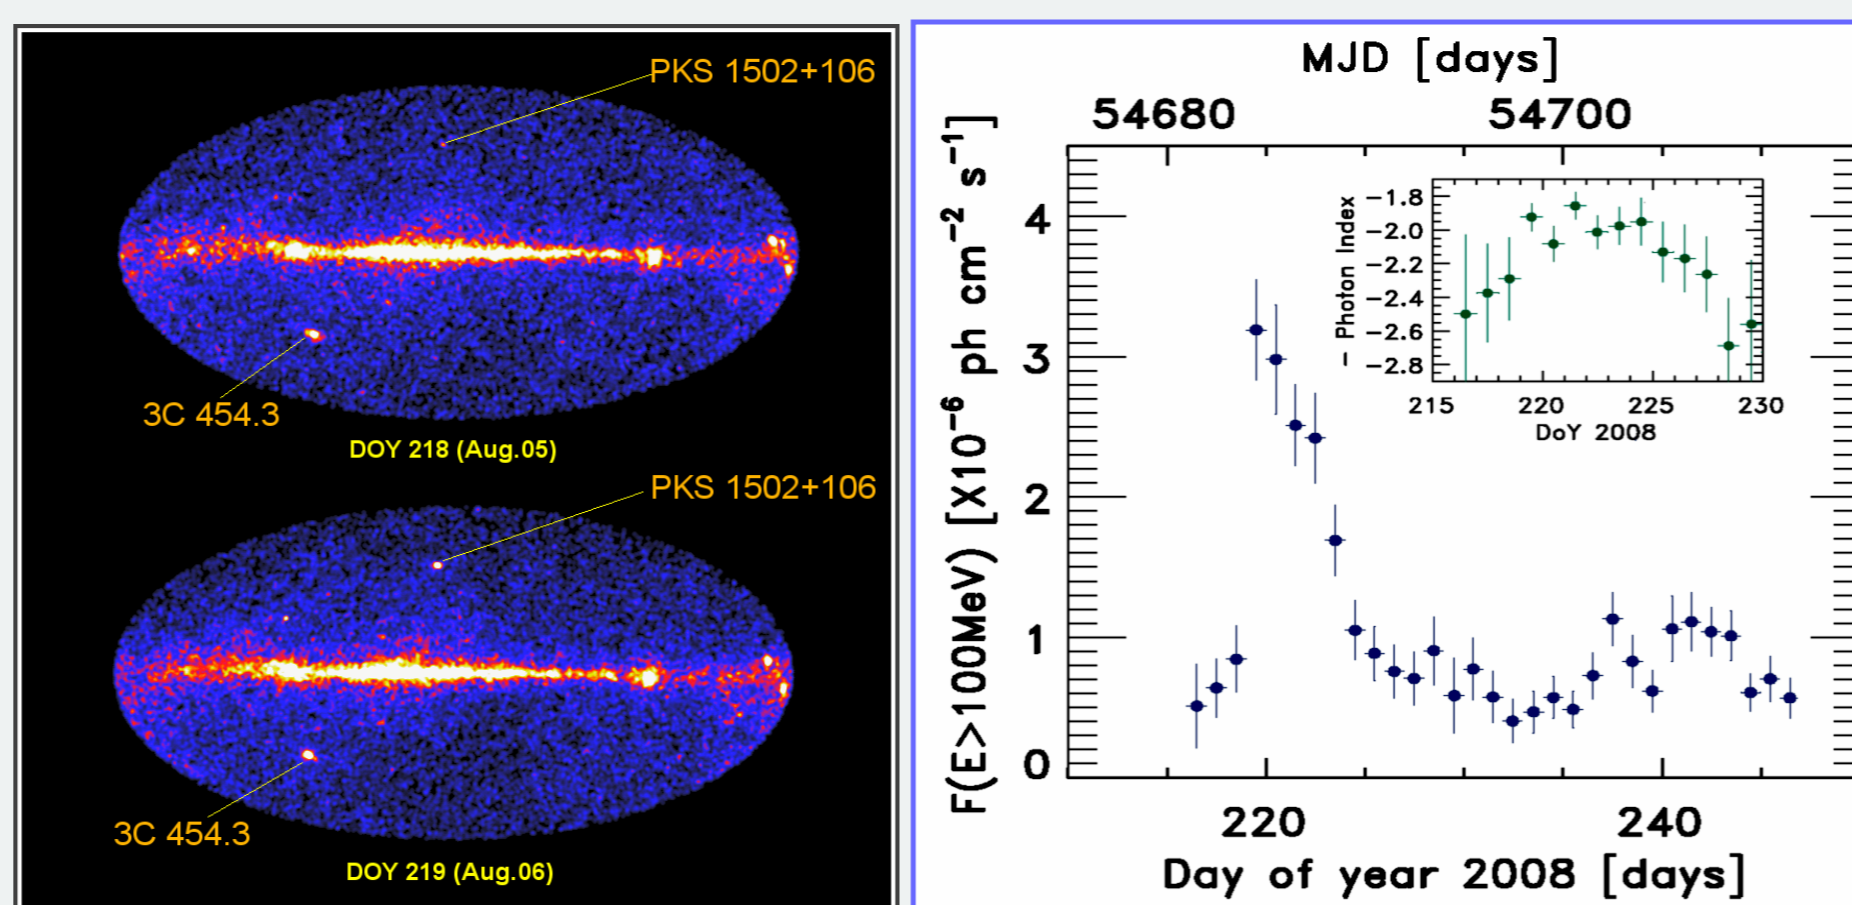 PKS 1502+106
3C 454.3
DOY 218 (Aug.05)
PKS 1502+106
3C 454.3
DOY 219 (Aug.06)
MJD [days]
54680 54700
F(E>100MeV) [X10⁻⁶ ph cm⁻² s⁻¹]
4
3
2
1
0
220 240
Day of year 2008 [days]
− Photon Index
−1.8
−2.0
−2.2
−2.4
−2.6
−2.8
215 220 225 230
DoY 2008